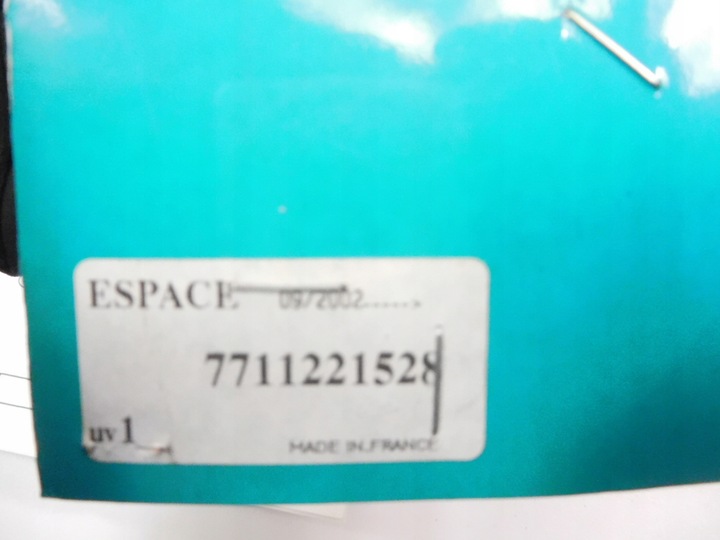 ESPACE 09/2002.....>
7711221528
uv1
MADE IN FRANCE